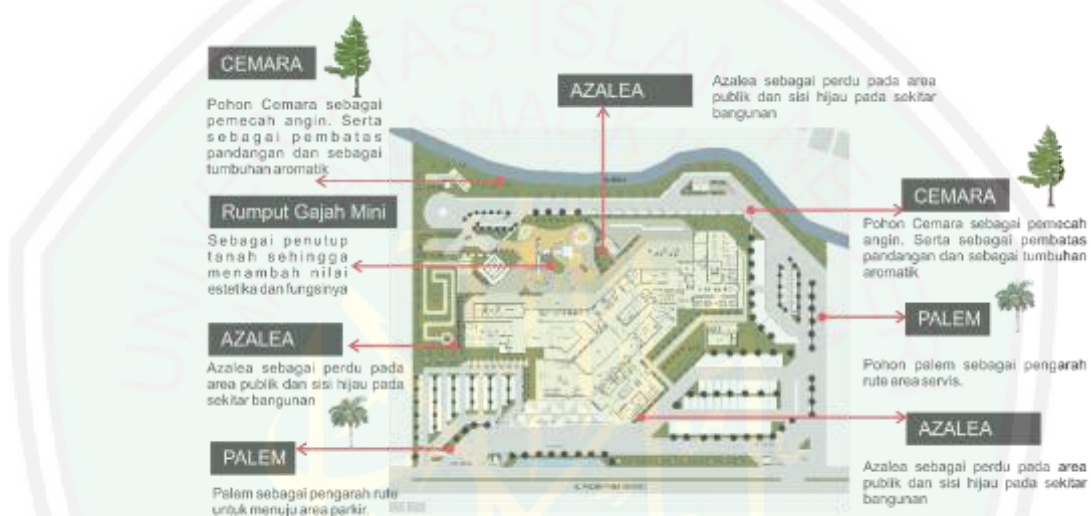 CEMARA
Pohon Cemara sebagai
pemecah angin. Serta
sebagai pembatas
pandangan dan sebagai
tumbuhan aromatik
Rumput Gajah Mini
Sebagai penutup
tanah sehingga
menambah nilai
estetika dan fungsinya
AZALEA
Azalea sebagai perdu pada
area publik dan sisi hijau pada
sekitar bangunan
PALEM
Palem sebagai pengarah rute
untuk menuju area parkir.
AZALEA
Azalea sebagai perdu pada area
publik dan sisi hijau pada sekitar
bangunan
CEMARA
Pohon Cemara sebagai pemecah
angin. Serta sebagai pembatas
pandangan dan sebagai tumbuhan
aromatik
PALEM
Pohon palem sebagai pengarah
rute area servis.
AZALEA
Azalea sebagai perdu pada area
publik dan sisi hijau pada sekitar
bangunan